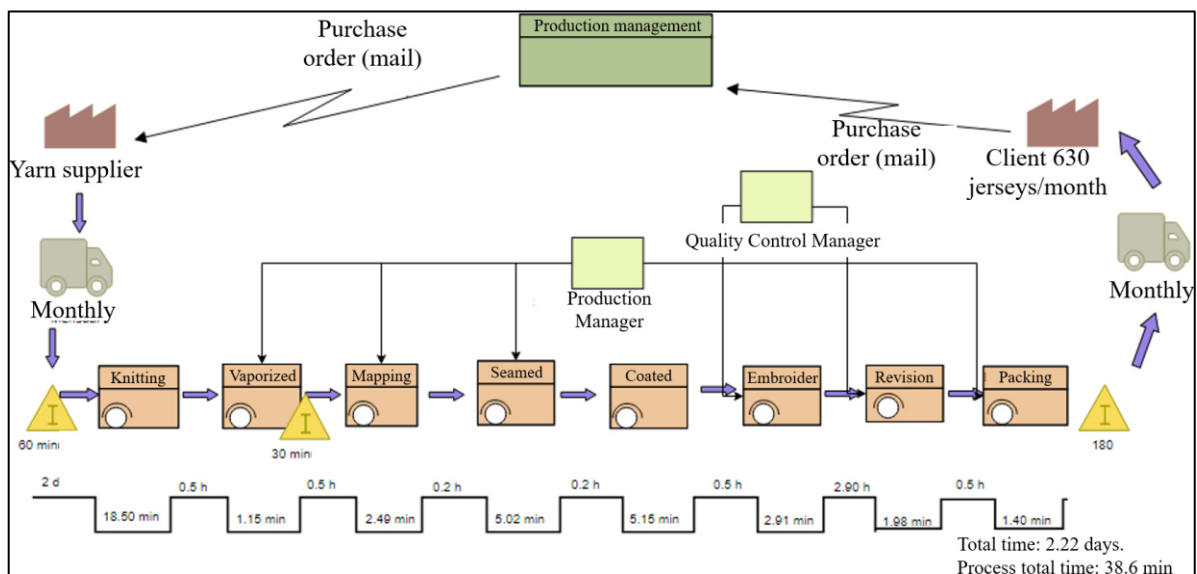 Production management
Purchase
order (mail)
Purchase
order (mail)
Yarn supplier
Client 630
jerseys/month
Quality Control Manager
Monthly
Production
Manager
Monthly
Knitting
Vaporized
Mapping
Seamed
Coated
Embroider
Revision
Packing
I
60 min
I
30 min
I
180
2 d
0.5 h
0.5 h
0.2 h
0.2 h
0.5 h
2.90 h
0.5 h
18.50 min
1.15 min
2.49 min
5.02 min
5.15 min
2.91 min
1.98 min
1.40 min
Total time: 2.22 days.
Process total time: 38.6 min